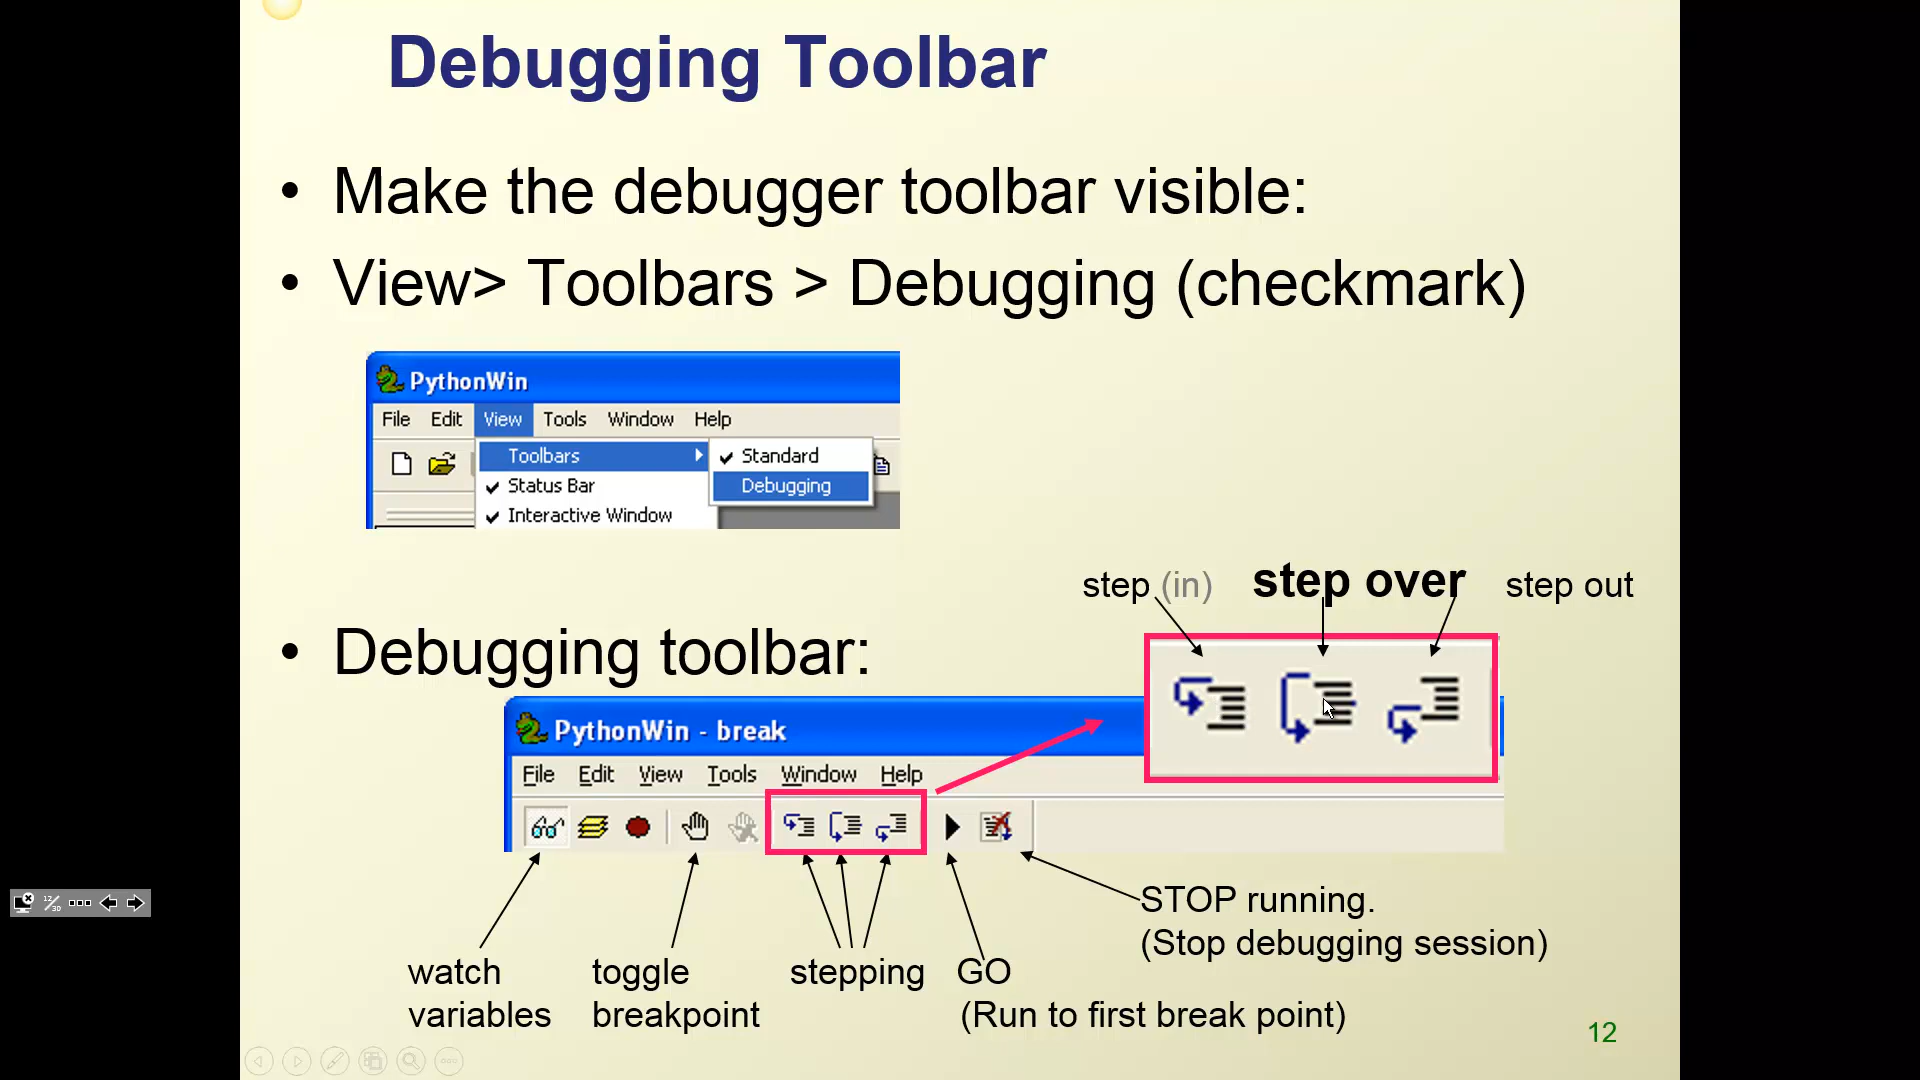 Debugging Toolbar
• Make the debugger toolbar visible:
• View> Toolbars > Debugging (checkmark)
PythonWin
File Edit View Tools Window Help
Toolbars
Standard
Status Bar
Debugging
Interactive Window
step (in) step over step out
• Debugging toolbar:
PythonWin - break
File Edit View Tools Window Help
STOP running.
(Stop debugging session)
watch
variables
toggle
breakpoint
stepping
GO
(Run to first break point)
12
12/30